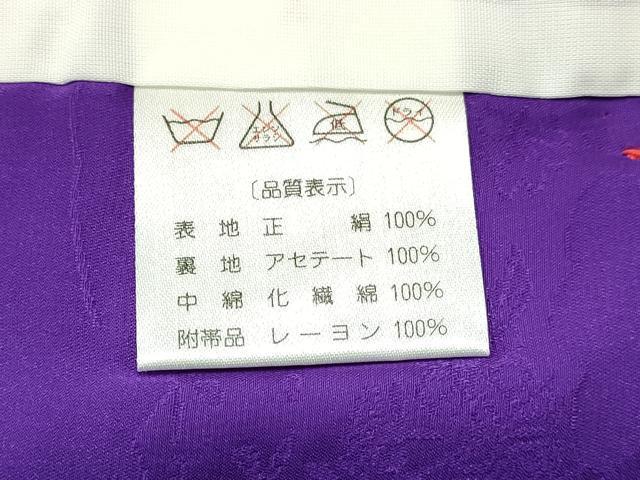 エンソサラシ 低 ドライ
〔品質表示〕
表地 正絹 100%
裏地 アセテート 100%
中綿 化繊綿 100%
附帯品 レーヨン 100%